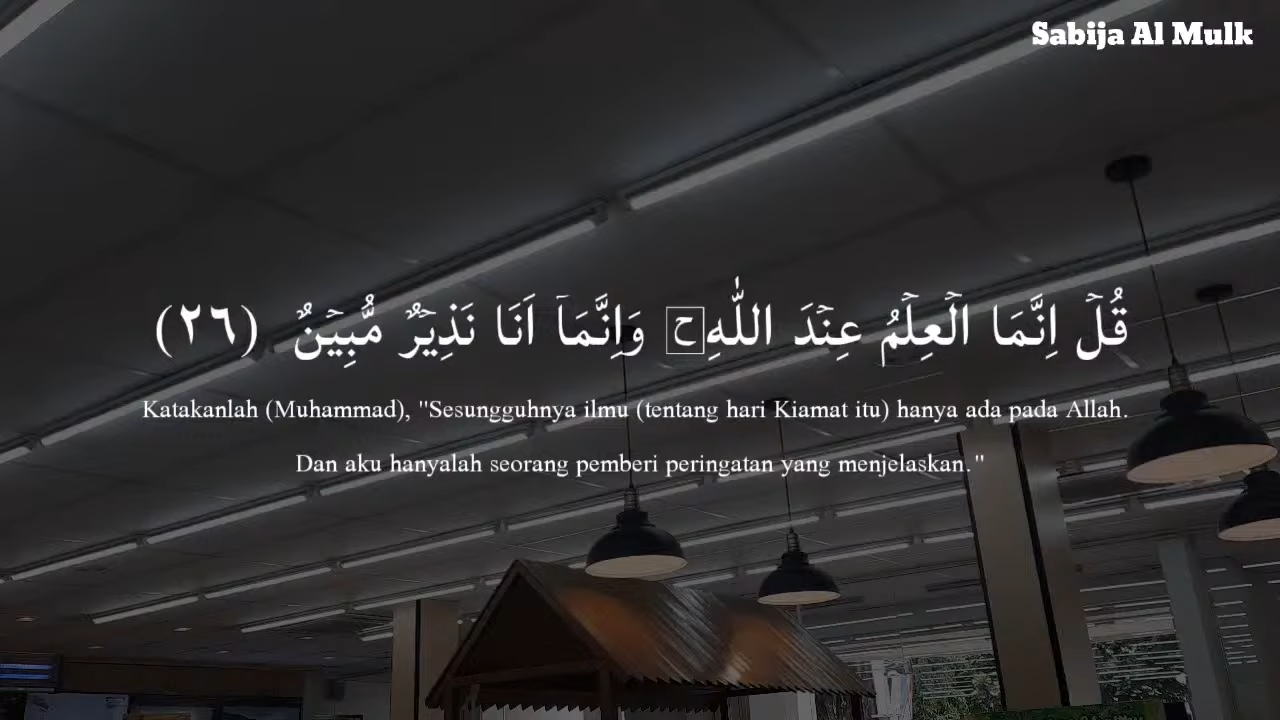 Sabija Al Mulk
قُلۡ اِنَّمَا الۡعِلۡمُ عِنۡدَ اللّٰهِ ۚ وَاِنَّمَاۤ اَنَا نَذِيۡرٌ مُّبِيۡنٌ (٢٦)
Katakanlah (Muhammad), "Sesungguhnya ilmu (tentang hari Kiamat itu) hanya ada pada Allah.
Dan aku hanyalah seorang pemberi peringatan yang menjelaskan."